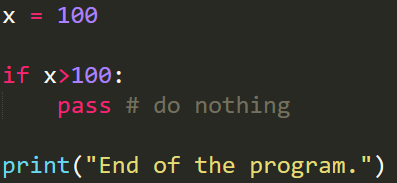 x = 100
if x>100:
    pass # do nothing
print("End of the program.")